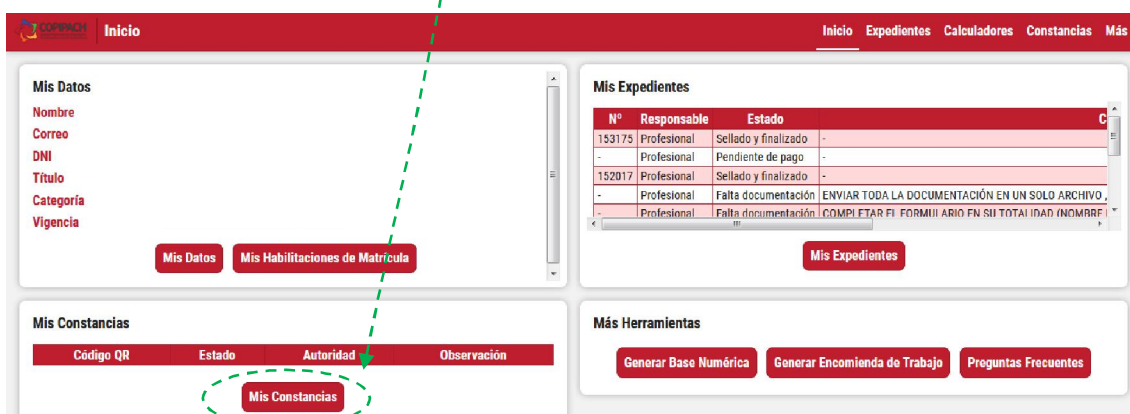 COPIPACH Inicio Inicio Expedientes Calculadores Constancias Más
Mis Datos
Nombre
Correo
DNI
Título
Categoría
Vigencia
Mis Datos Mis Habilitaciones de Matrícula
Mis Expedientes
Nº Responsable Estado C
153175 Profesional Sellado y finalizado -
- Profesional Pendiente de pago -
152017 Profesional Sellado y finalizado -
- Profesional Falta documentación ENVIAR TODA LA DOCUMENTACIÓN EN UN SOLO ARCHIVO ,
- Profesional Falta documentación COMPLETAR EL FORMULARIO EN SU TOTALIDAD (NOMBRE
Mis Expedientes
Mis Constancias
Código QR Estado Autoridad Observación
Mis Constancias
Más Herramientas
Generar Base Numérica Generar Encomienda de Trabajo Preguntas Frecuentes